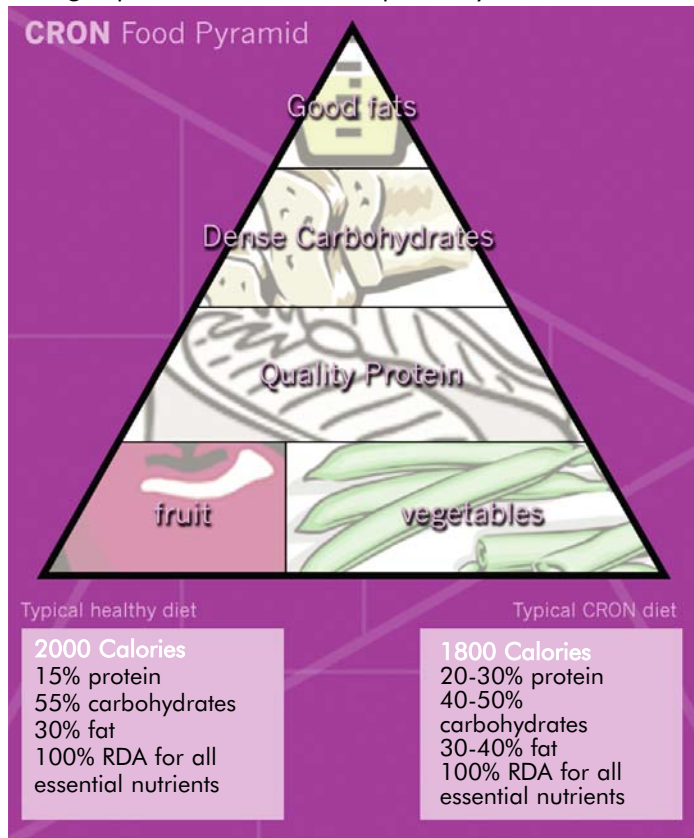 CRON Food Pyramid
Good fats
Dense Carbohydrates
Quality Protein
fruit
vegetables
Typical healthy diet
2000 Calories
15% protein
55% carbohydrates
30% fat
100% RDA for all
essential nutrients
Typical CRON diet
1800 Calories
20-30% protein
40-50%
carbohydrates
30-40% fat
100% RDA for all
essential nutrients